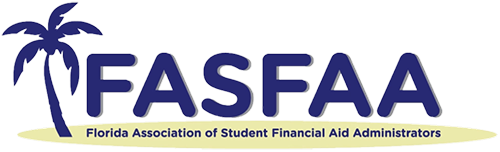 FASFAA
Florida Association of Student Financial Aid Administrators